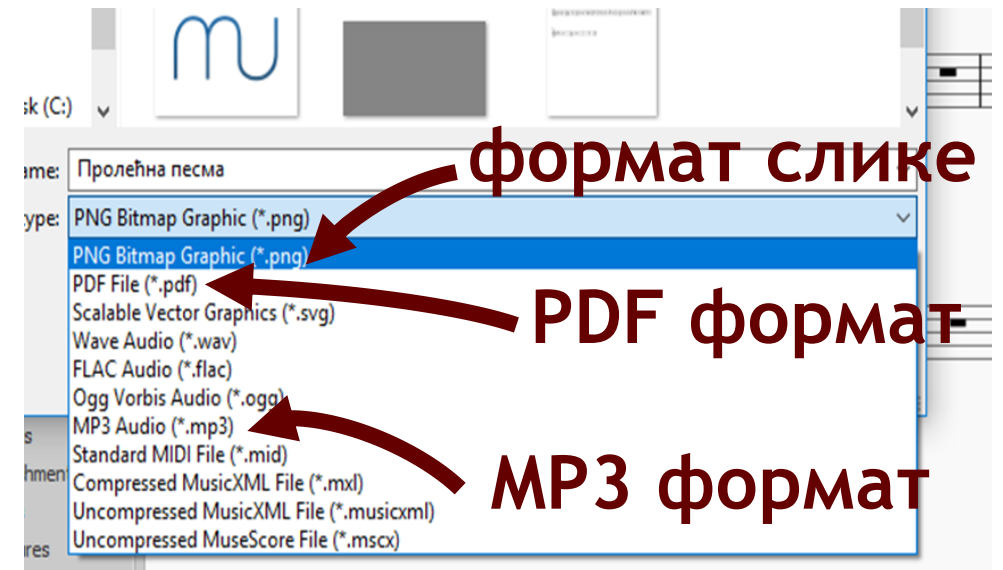 sk (C:)
формат слике
ame: Пролећна песма
ype: PNG Bitmap Graphic (*.png)
PNG Bitmap Graphic (*.png)
PDF File (*.pdf)
PDF формат
Scalable Vector Graphics (*.svg)
Wave Audio (*.wav)
FLAC Audio (*.flac)
Ogg Vorbis Audio (*.ogg)
MP3 Audio (*.mp3)
s
Standard MIDI File (*.mid)
hmen
MP3 формат
Compressed MusicXML File (*.mxl)
Uncompressed MusicXML File (*.musicxml)
Uncompressed MuseScore File (*.mscx)
res